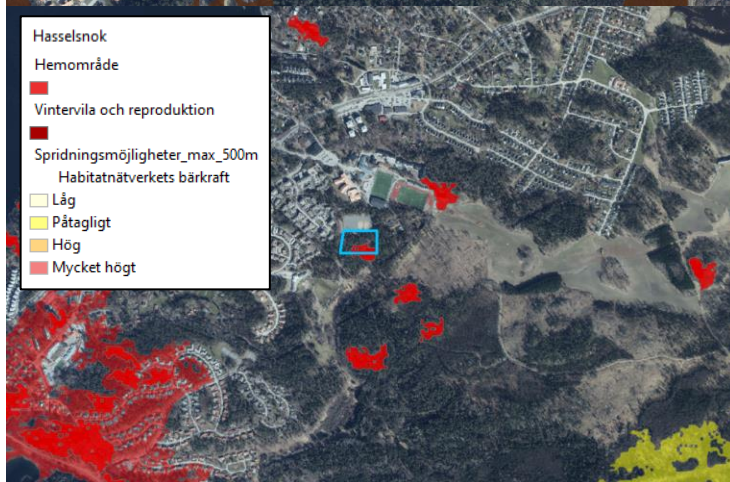 Hasselsnok
Hemområde
Vintervila och reproduktion
Spridningsmöjligheter_max_500m
Habitatnätverkets bärkraft
Låg
Påtagligt
Hög
Mycket högt